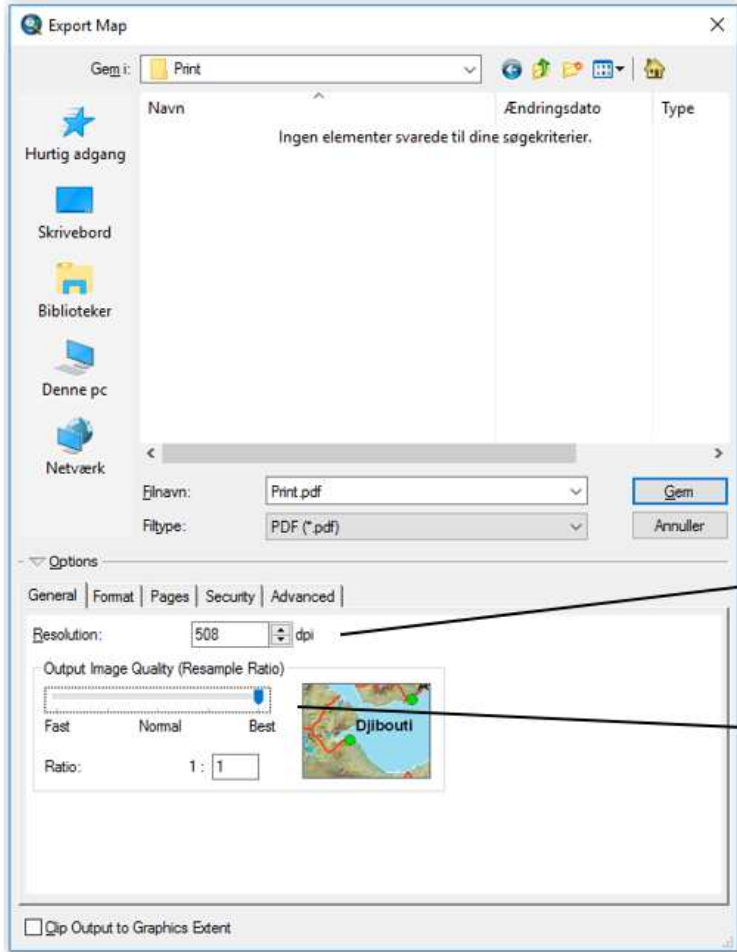 Export Map
Gem i: Print
Navn Ændringsdato Type
Ingen elementer svarede til dine søgekriterier.
Hurtig adgang
Skrivebord
Biblioteker
Denne pc
Netværk
Filnavn: Print.pdf Gem
Filtype: PDF (*.pdf) Annuller
Options
General Format Pages Security Advanced
Resolution: 508 dpi
Output Image Quality (Resample Ratio)
Fast Normal Best
Djibouti
Ratio: 1 : 1
Clip Output to Graphics Extent